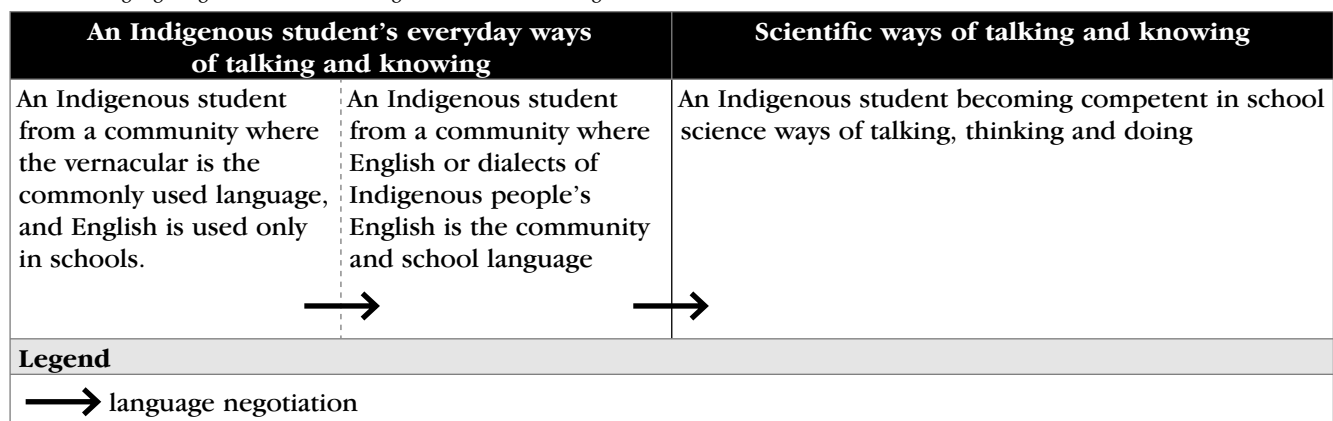 An Indigenous student's everyday ways
of talking and knowing
Scientific ways of talking and knowing
An Indigenous student
from a community where
the vernacular is the
commonly used language,
and English is used only
in schools.
An Indigenous student
from a community where
English or dialects of
Indigenous people's
English is the community
and school language
An Indigenous student becoming competent in school
science ways of talking, thinking and doing
Legend
language negotiation